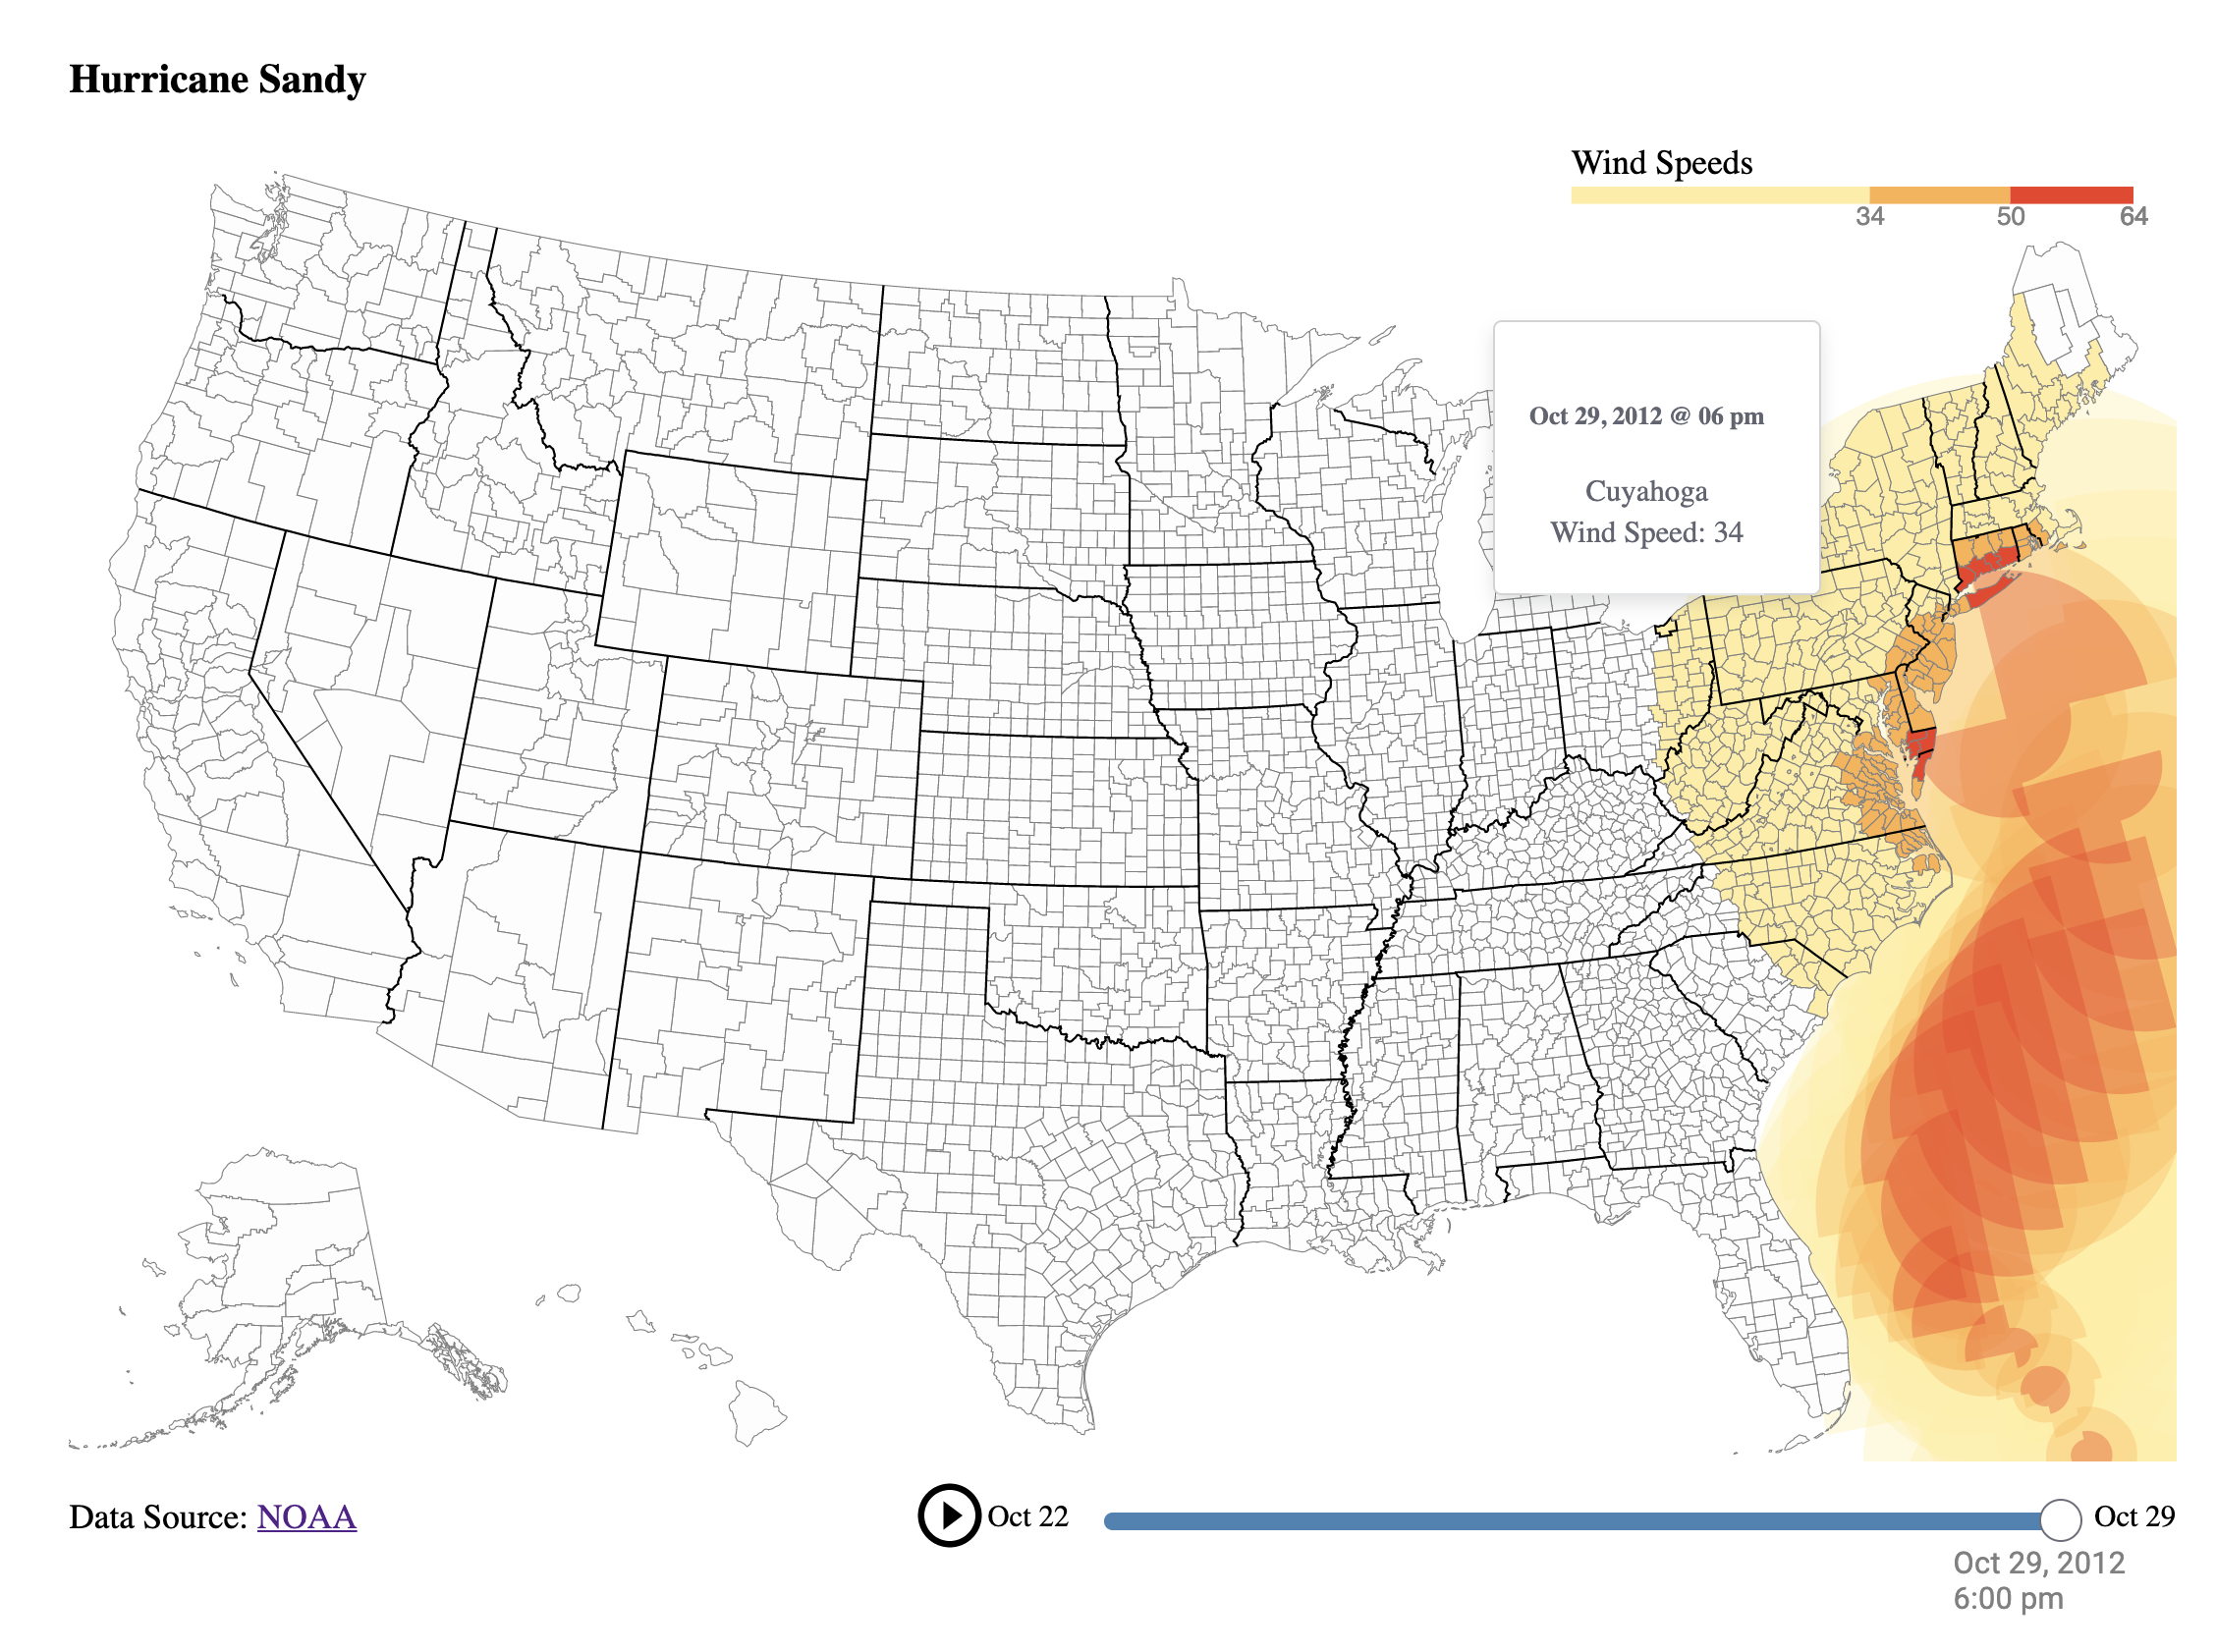 Hurricane Sandy
Wind Speeds
34 50 64
Oct 29, 2012 @ 06 pm
Cuyahoga
Wind Speed: 34
Data Source: NOAA
Oct 22
Oct 29
Oct 29, 2012
6:00 pm